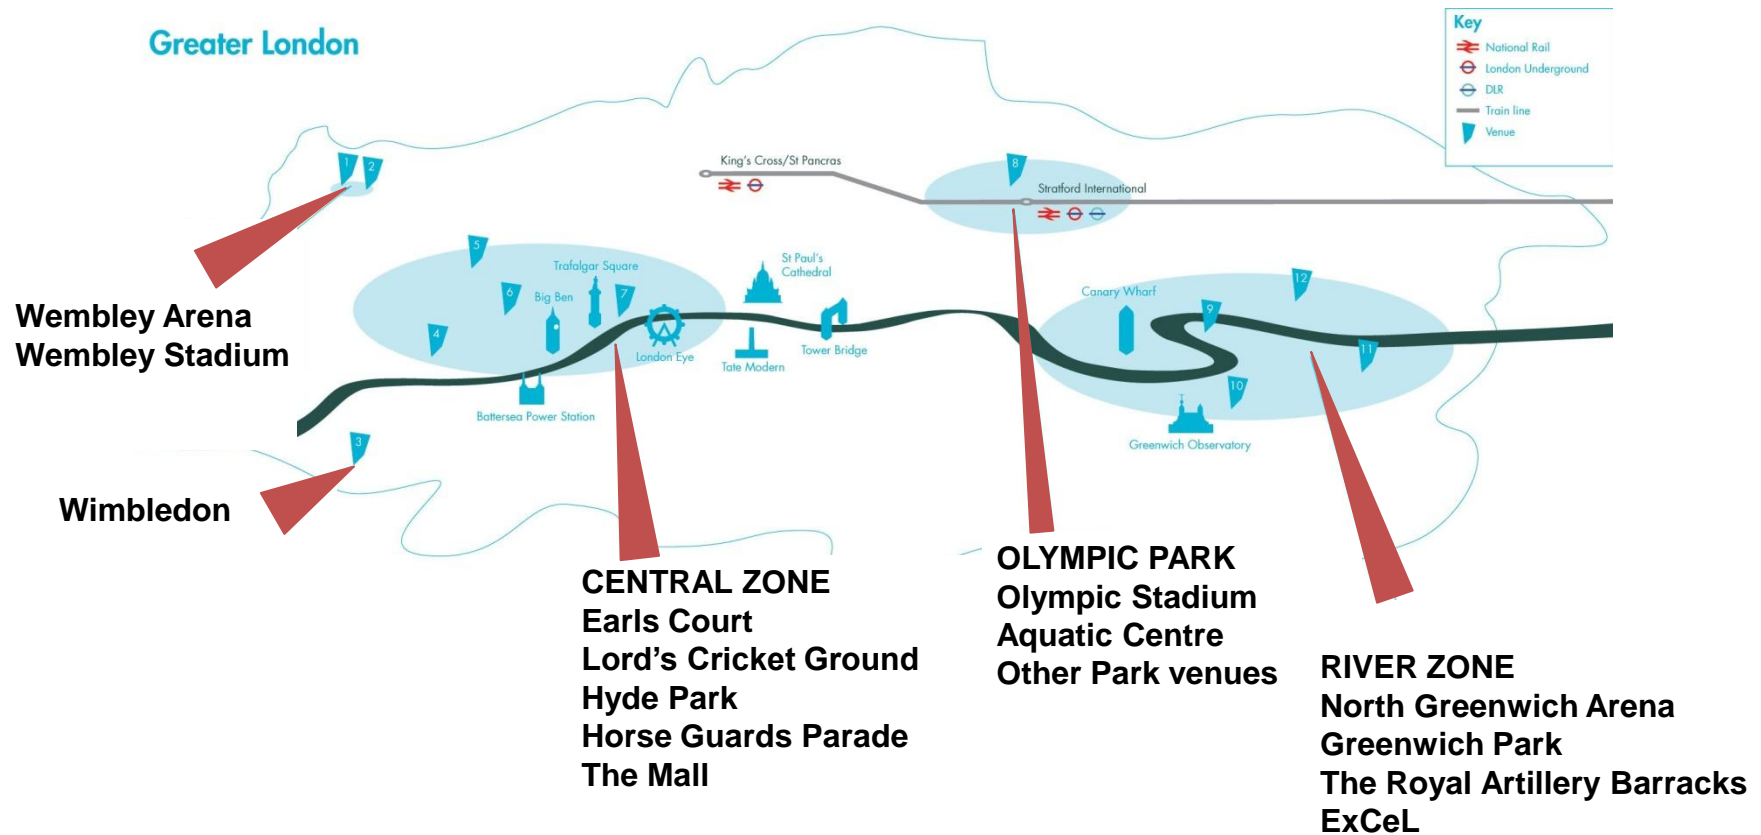 Greater London
Key
National Rail
London Underground
DLR
Train line
Venue
1
2
King's Cross/St Pancras
8
Stratford International
5
Trafalgar Square
St Paul's
Cathedral
12
6
Big Ben
7
Canary Wharf
9
4
London Eye
Tate Modern
Tower Bridge
11
10
Battersea Power Station
Greenwich Observatory
3
Wembley Arena
Wembley Stadium
Wimbledon
CENTRAL ZONE
Earls Court
Lord’s Cricket Ground
Hyde Park
Horse Guards Parade
The Mall
OLYMPIC PARK
Olympic Stadium
Aquatic Centre
Other Park venues
RIVER ZONE
North Greenwich Arena
Greenwich Park
The Royal Artillery Barracks
ExCeL